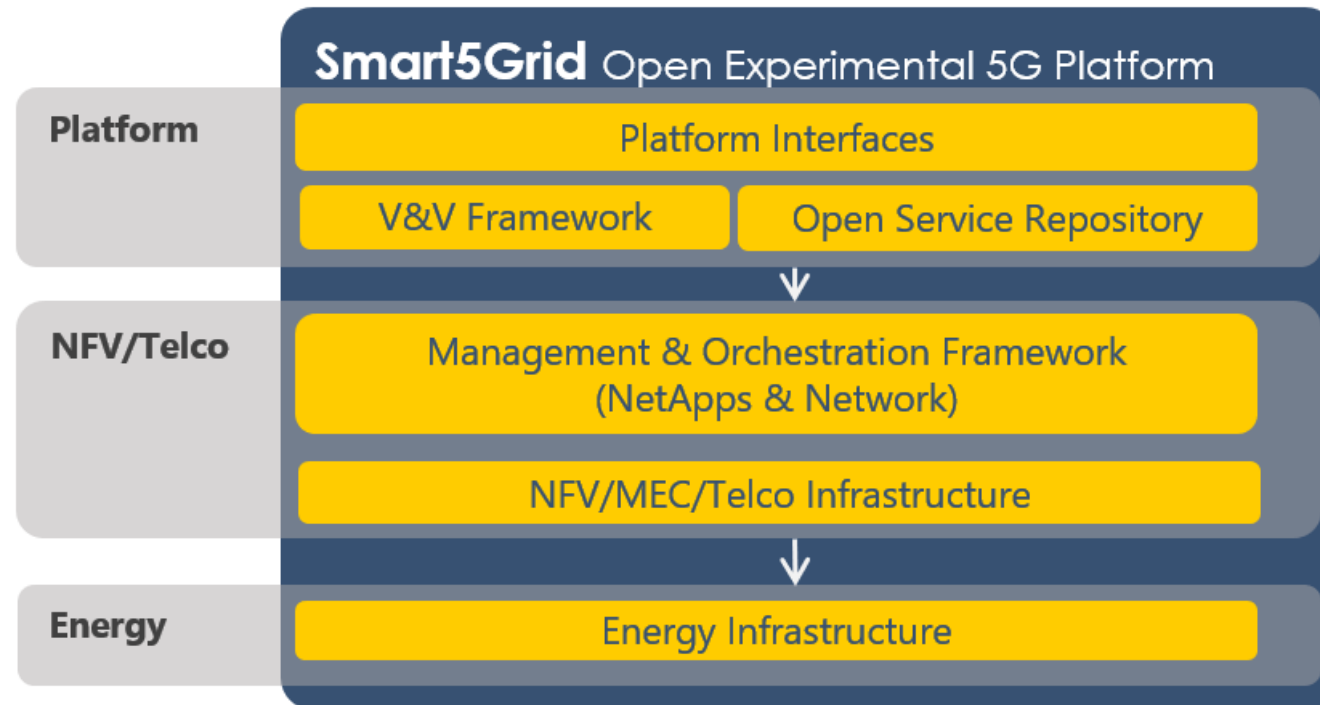 Smart5Grid Open Experimental 5G Platform
Platform
Platform Interfaces
V&V Framework
Open Service Repository
NFV/Telco
Management & Orchestration Framework
(NetApps & Network)
NFV/MEC/Telco Infrastructure
Energy
Energy Infrastructure